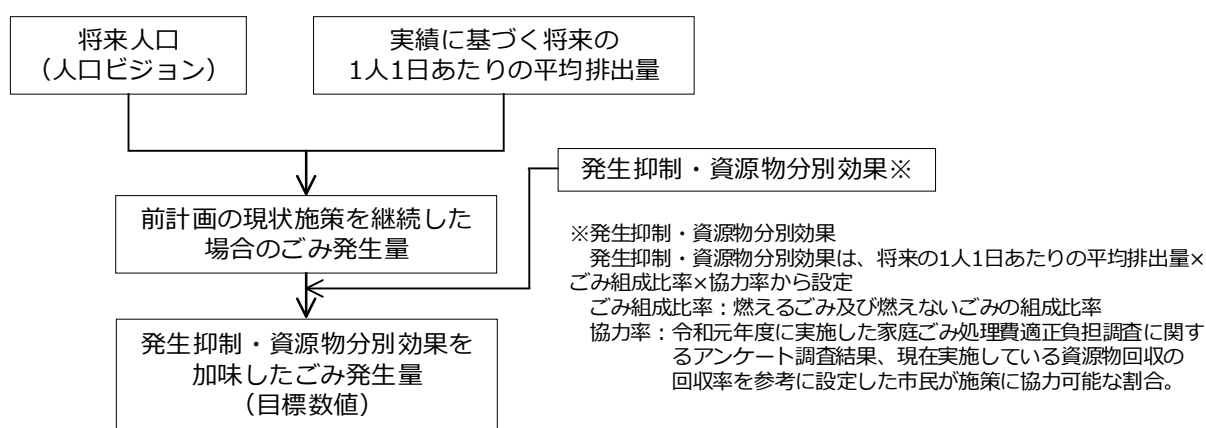 将来人口
（人口ビジョン）
実績に基づく将来の
1人1日あたりの平均排出量
発生抑制・資源物分別効果※
前計画の現状施策を継続した
場合のごみ発生量
※発生抑制・資源物分別効果
発生抑制・資源物分別効果は、将来の1人1日あたりの平均排出量×
ごみ組成比率×協力率から設定
ごみ組成比率：燃えるごみ及び燃えないごみの組成比率
協力率：令和元年度に実施した家庭ごみ処理費適正負担調査に関す
るアンケート調査結果、現在実施している資源物回収の
回収率を参考に設定した市民が施策に協力可能な割合。
発生抑制・資源物分別効果を
加味したごみ発生量
（目標数値）